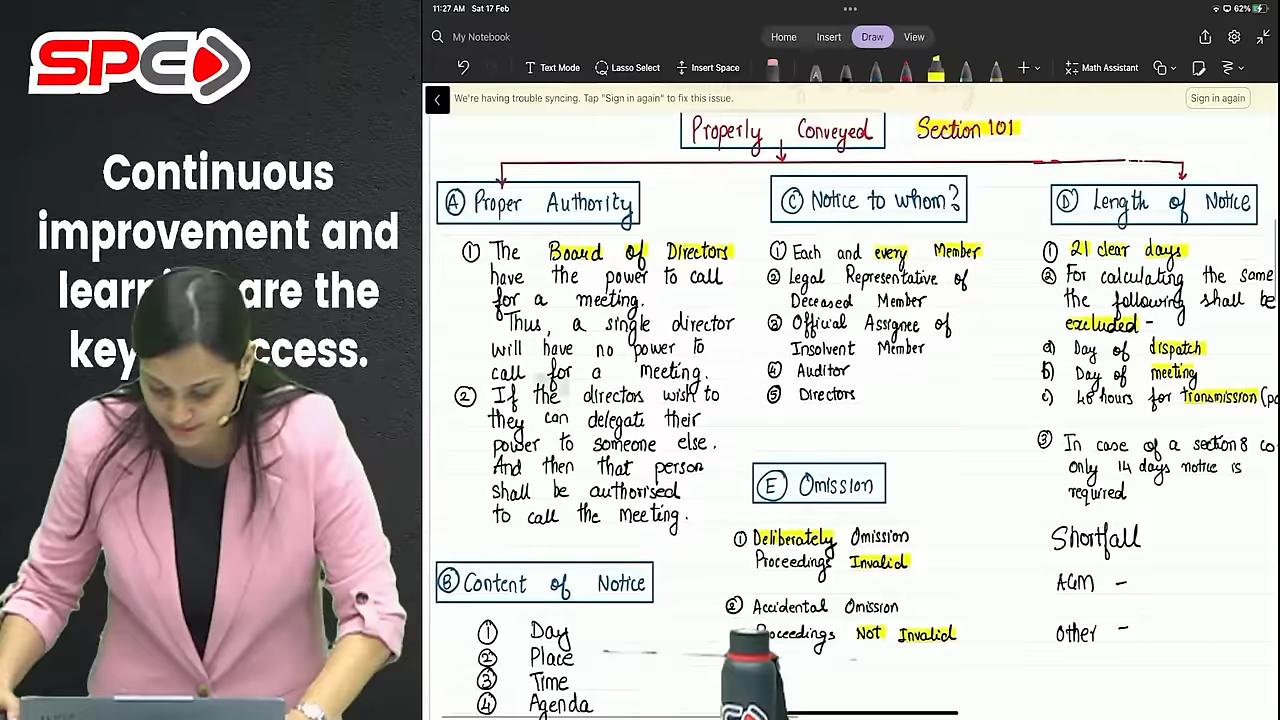 SPC
Continuous
improvement and
are the
11:27 AM Sat 17 Feb
62%
My Notebook
Home Insert Draw View
Text Mode Lasso Select Insert Space Math Assistant
We're having trouble syncing. Tap "Sign in again" to fix this issue.
Sign in again
Properly Conveyed Section 101
A Proper Authority
① The Board of Directors
have the power to call
for a meeting.
Thus, a single director
will have no power to
call for a meeting.
② If the directors wish to
they can delegate their
power to someone else.
And then that person
shall be authorised
to call the meeting.
B Content of Notice
① Day
② Place
③ Time
④ Agenda
C Notice to whom?
① Each and every Member
② Legal Representative of
Deceased Member
③ Official Assignee of
Insolvent Member
④ Auditor
⑤ Directors
E Omission
① Deliberately Omission
Proceedings Invalid
② Accidental Omission
Proceedings Not Invalid
D Length of Notice
① 21 clear days
② For calculating the same
the following shall be
excluded -
a) Day of dispatch
b) Day of meeting
c) 48 hours for transmission
③ In case of a section 8 co
only 14 days notice is
required
Shortfall
AGM -
Other -